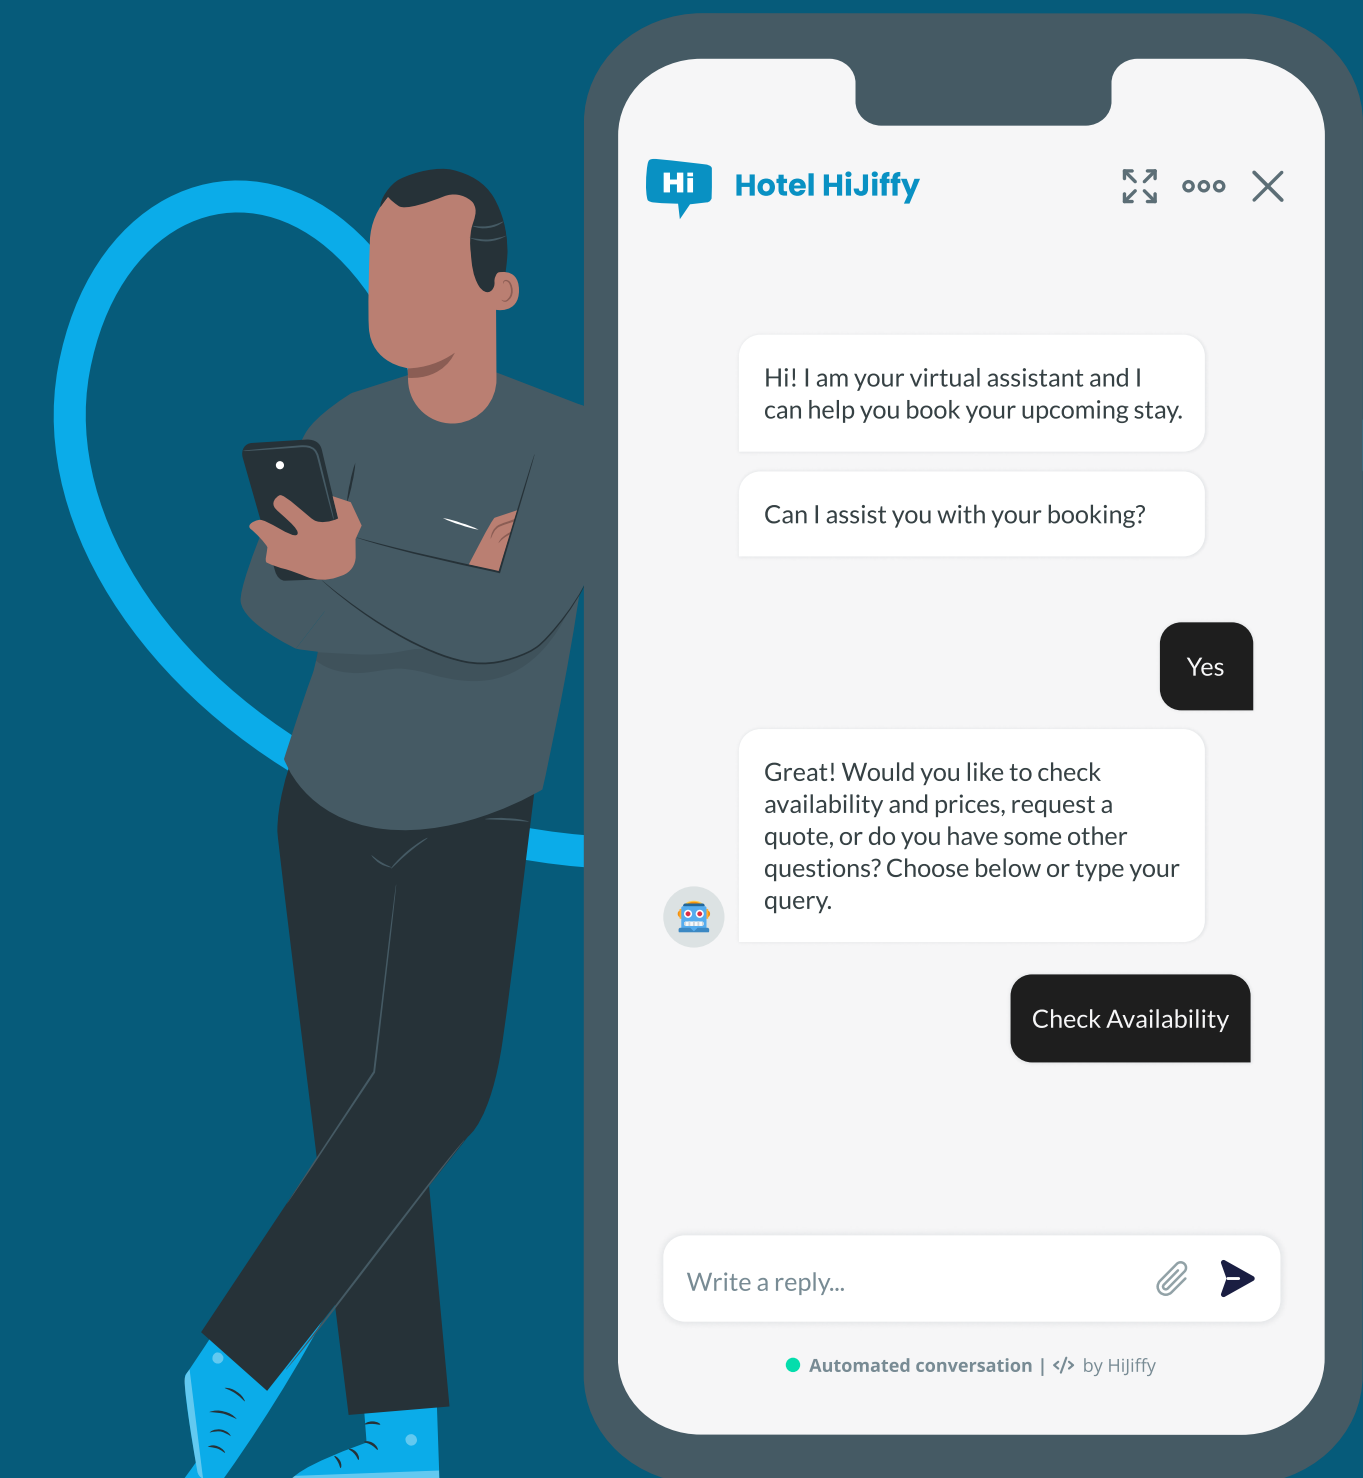 Hi
Hotel HiJiffy
Hi! I am your virtual assistant and I
can help you book your upcoming stay.
Can I assist you with your booking?
Yes
Great! Would you like to check
availability and prices, request a
quote, or do you have some other
questions? Choose below or type your
query.
Check Availability
Write a reply...
Automated conversation | </> by HiJiffy